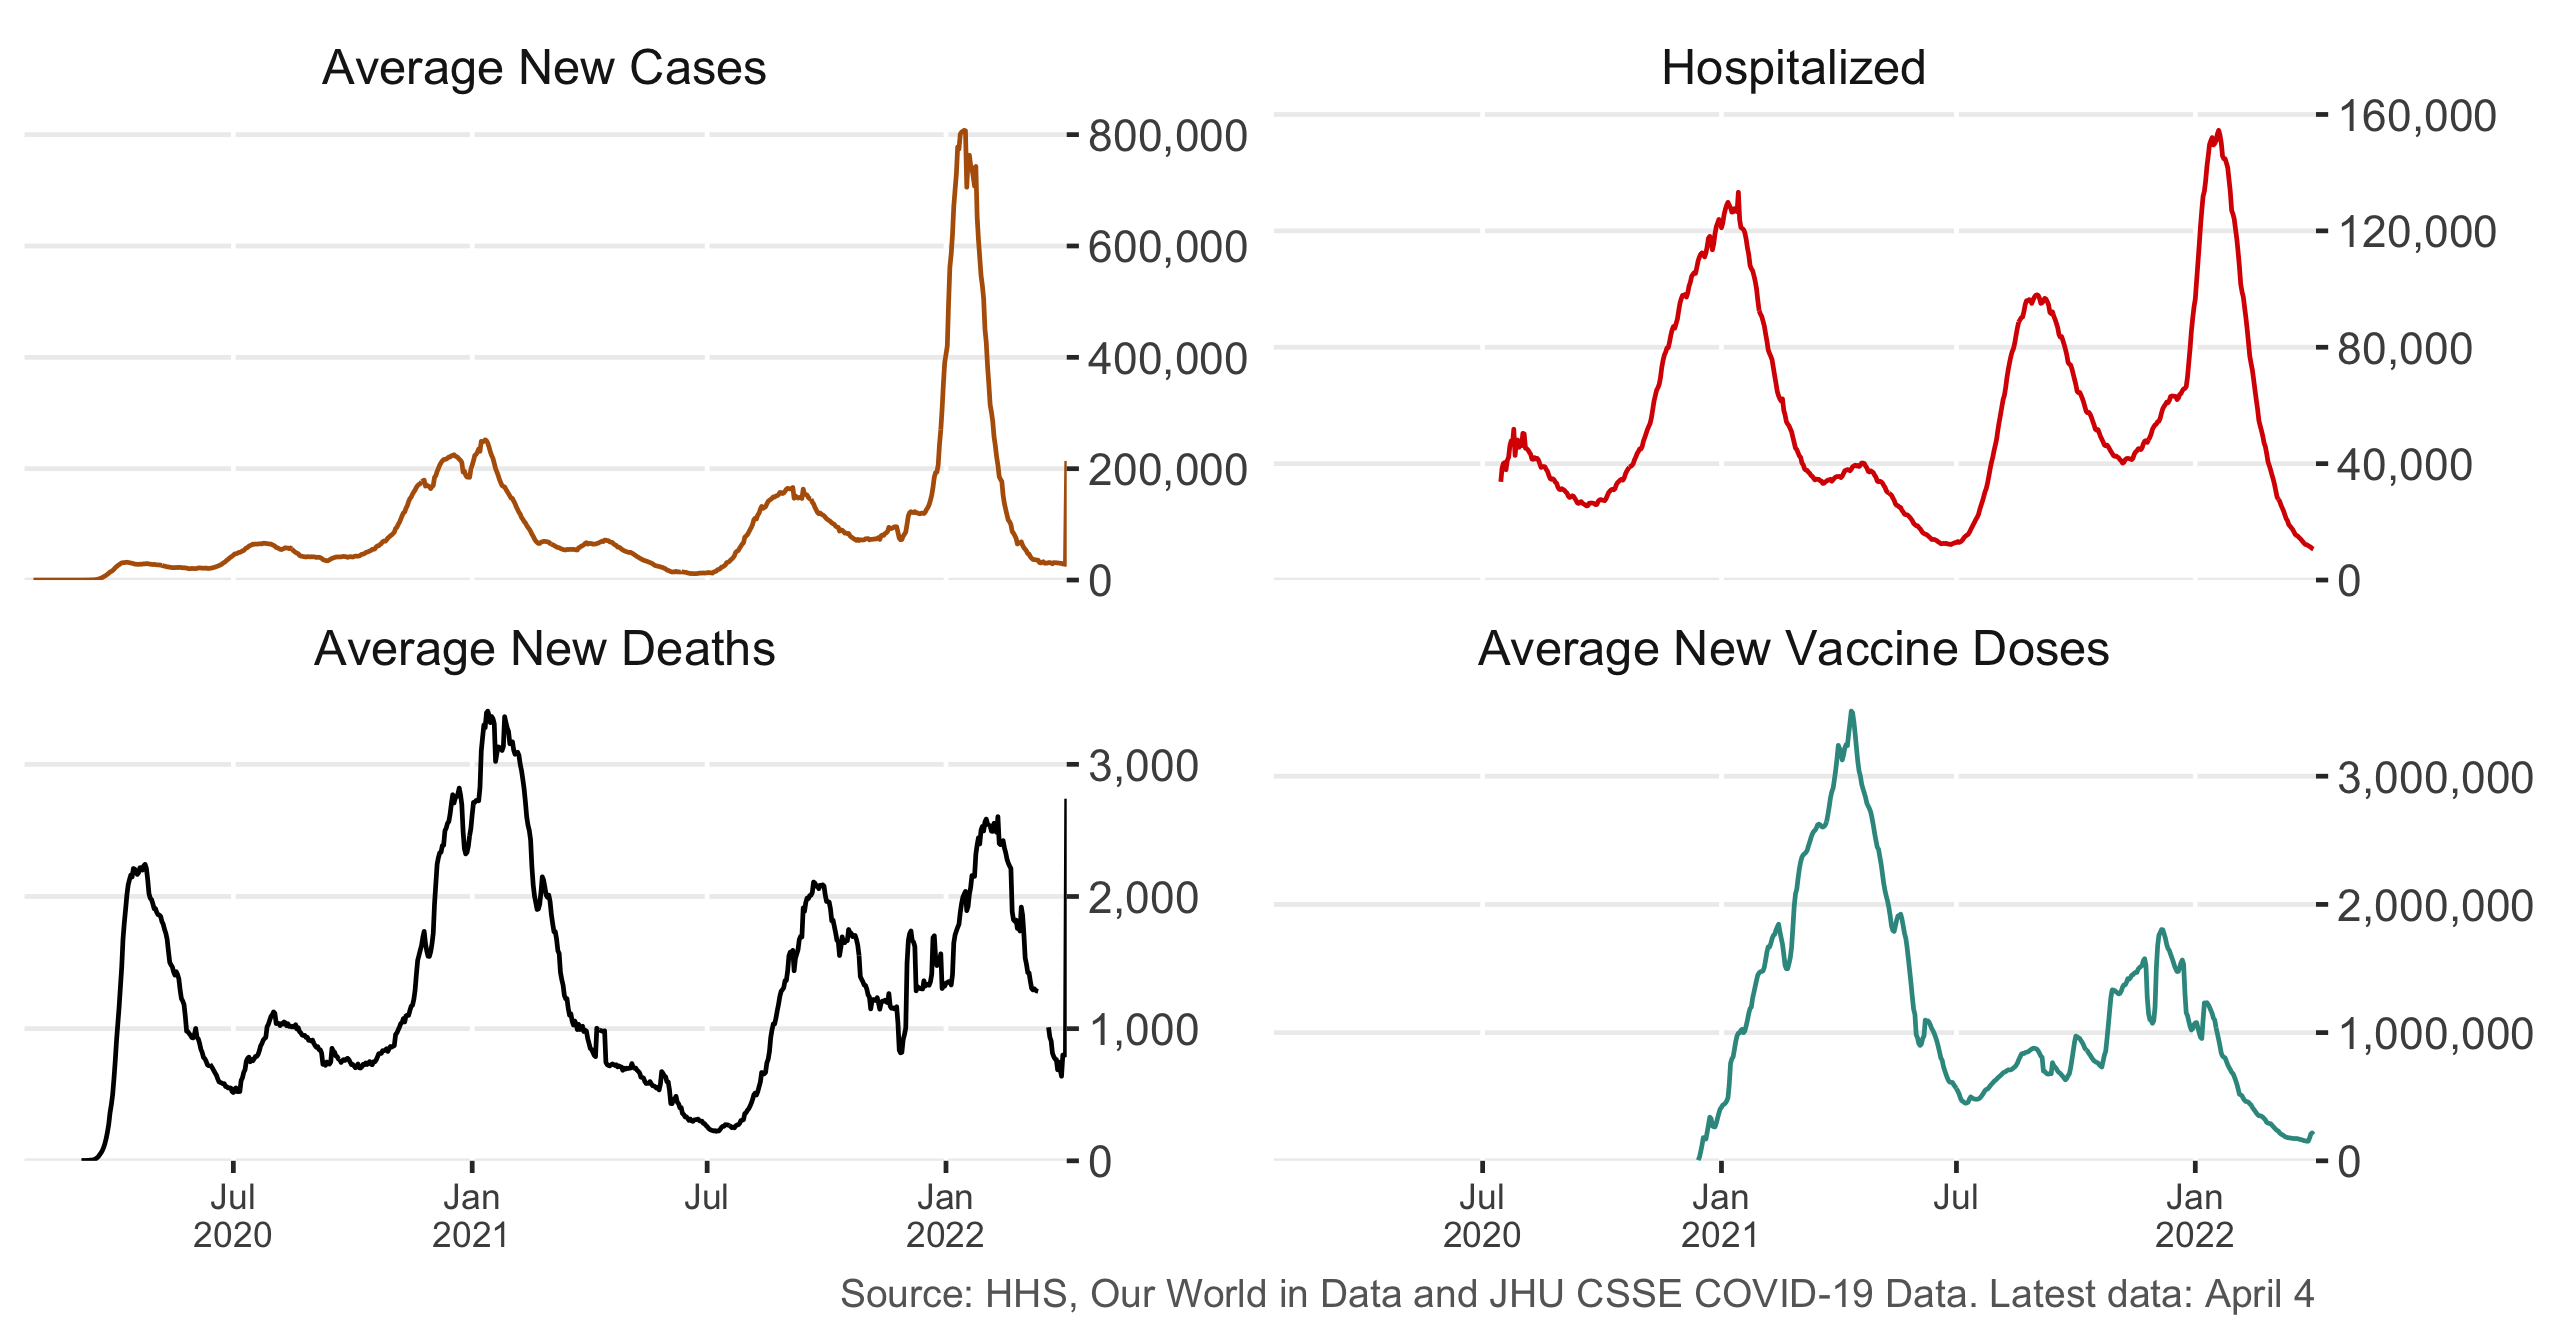 Average New Cases
800,000
600,000
400,000
200,000
0
Hospitalized
160,000
120,000
80,000
40,000
0
Average New Deaths
3,000
2,000
1,000
0
Jul Jan Jul Jan
2020 2021 2022
Average New Vaccine Doses
3,000,000
2,000,000
1,000,000
0
Jul Jan Jul Jan
2020 2021 2022
Source: HHS, Our World in Data and JHU CSSE COVID-19 Data. Latest data: April 4